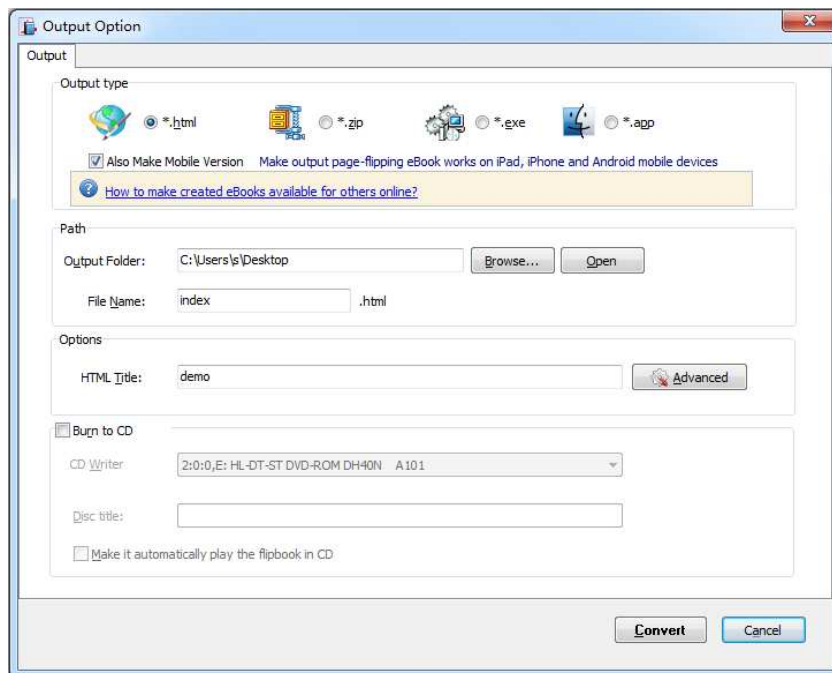 Output Option
Output
Output type
*.html *.zip *.exe *.app
Also Make Mobile Version Make output page-flipping eBook works on iPad, iPhone and Android mobile devices
How to make created eBooks available for others online?
Path
Output Folder: C:\Users\s\Desktop Browse... Open
File Name: index .html
Options
HTML Title: demo Advanced
Burn to CD
CD Writer 2:0:0,E: HL-DT-ST DVD-ROM DH40N A101
Disc title:
Make it automatically play the flipbook in CD
Convert Cancel